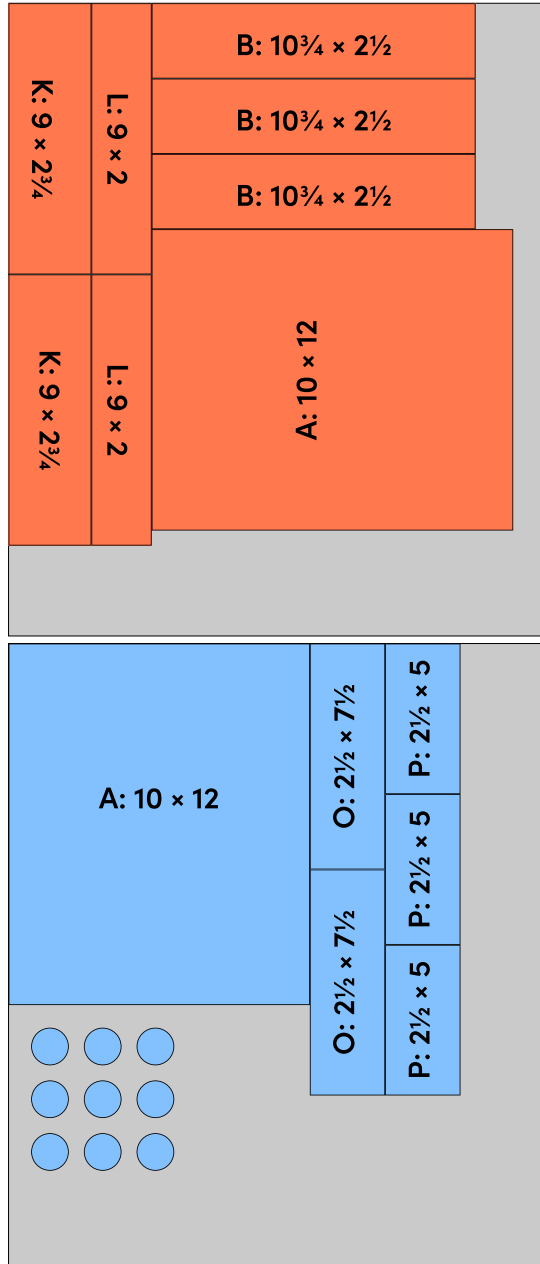 K: 9 × 2¾
L: 9 × 2
B: 10¾ × 2½
B: 10¾ × 2½
B: 10¾ × 2½
A: 10 × 12
K: 9 × 2¾
L: 9 × 2
A: 10 × 12
O: 2½ × 7½
P: 2½ × 5
P: 2½ × 5
O: 2½ × 7½
P: 2½ × 5